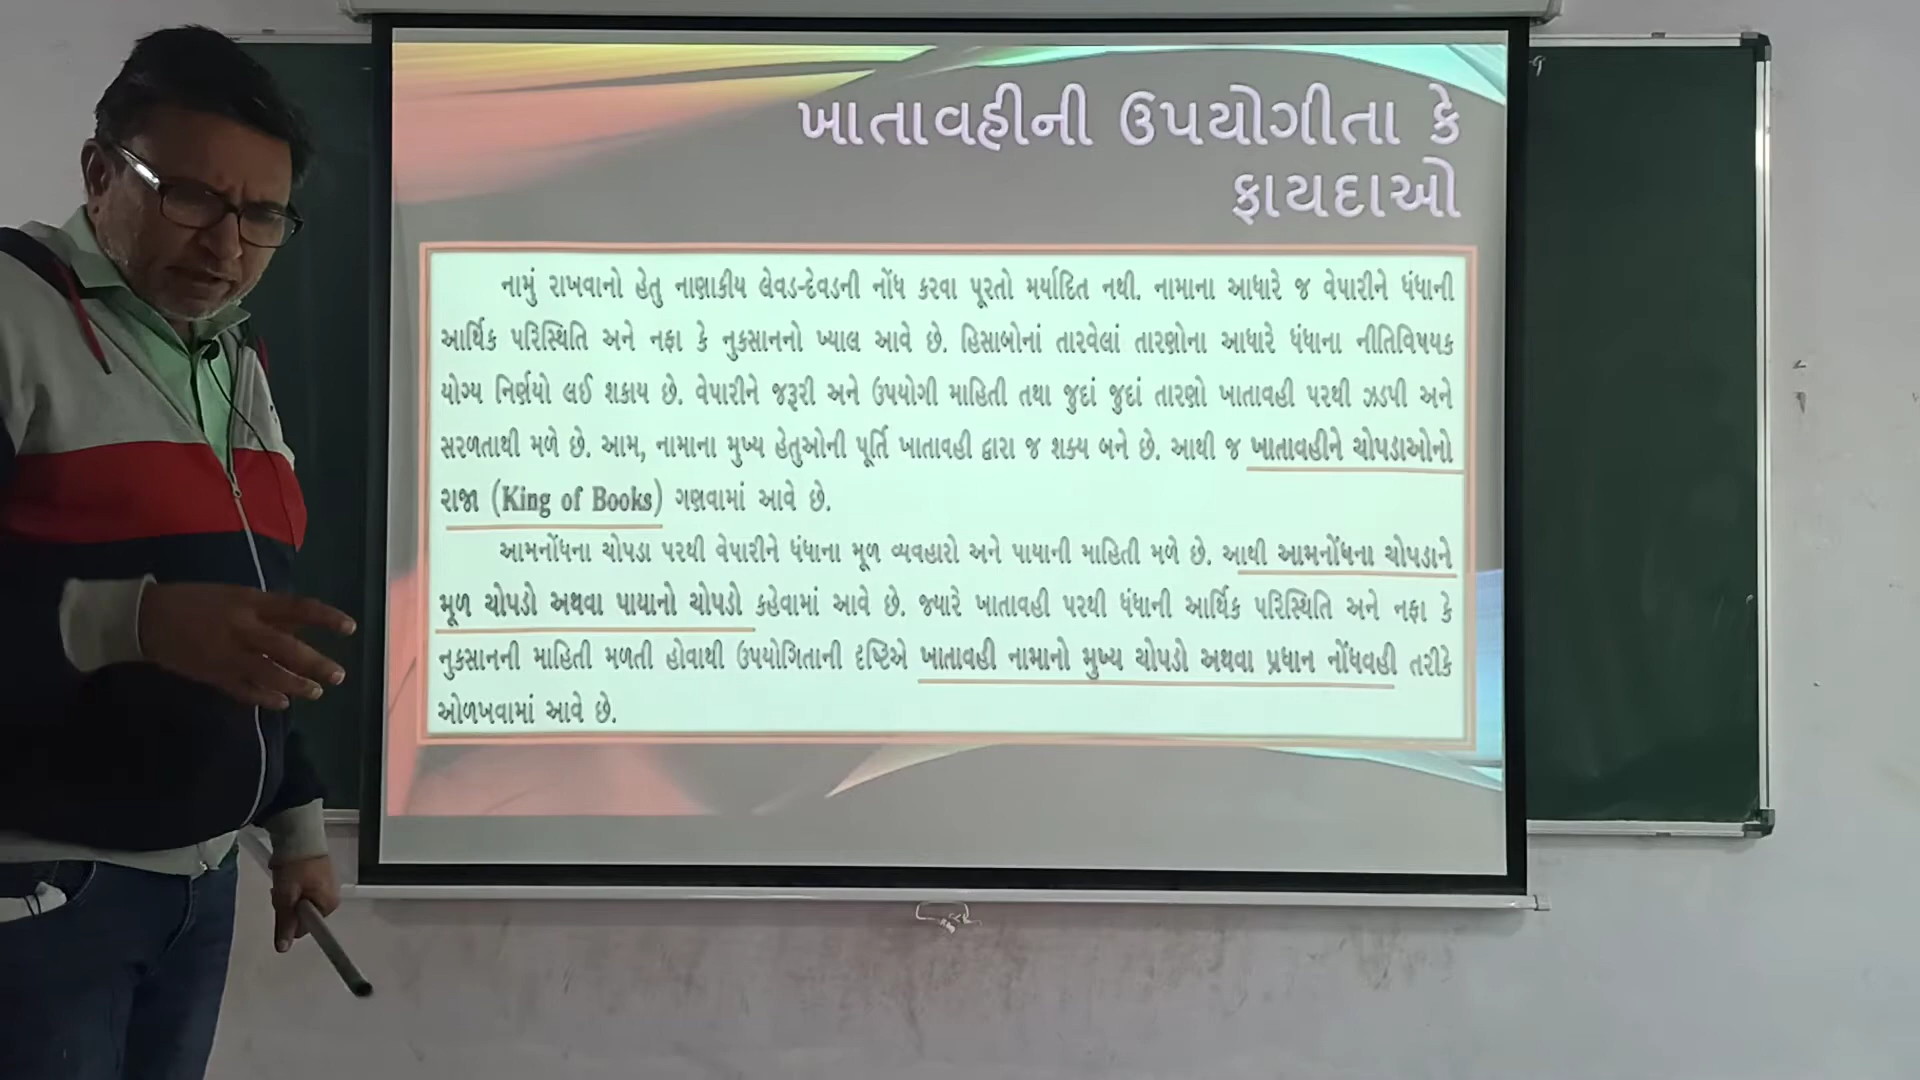 ખાતાવહીની ઉપયોગીતા કે
ફાયદાઓ
નામું રાખવાનો હેતુ નાણાકીય લેવડ-દેવડની નોંધ કરવા પૂરતો મર્યાદિત નથી. નામાના આધારે જ વેપારીને ધંધાની
આર્થિક પરિસ્થિતિ અને નફા કે નુકસાનનો ખ્યાલ આવે છે. હિસાબોનાં તારવેલાં તારણોના આધારે ધંધાના નીતિવિષયક
યોગ્ય નિર્ણયો લઈ શકાય છે. વેપારીને જરૂરી અને ઉપયોગી માહિતી તથા જુદાં જુદાં તારણો ખાતાવહી પરથી ઝડપી અને
સરળતાથી મળે છે. આમ, નામાના મુખ્ય હેતુઓની પૂર્તિ ખાતાવહી દ્વારા જ શક્ય બને છે. આથી જ ખાતાવહીને ચોપડાઓનો
રાજા (King of Books) ગણવામાં આવે છે.
આમનોંધના ચોપડા પરથી વેપારીને ધંધાના મૂળ વ્યવહારો અને પાયાની માહિતી મળે છે. આથી આમનોંધના ચોપડાને
મૂળ ચોપડો અથવા પાયાનો ચોપડો કહેવામાં આવે છે. જ્યારે ખાતાવહી પરથી ધંધાની આર્થિક પરિસ્થિતિ અને નફા કે
નુકસાનની માહિતી મળતી હોવાથી ઉપયોગિતાની દૃષ્ટિએ ખાતાવહી નામાનો મુખ્ય ચોપડો અથવા પ્રધાન નોંધવહી તરીકે
ઓળખવામાં આવે છે.